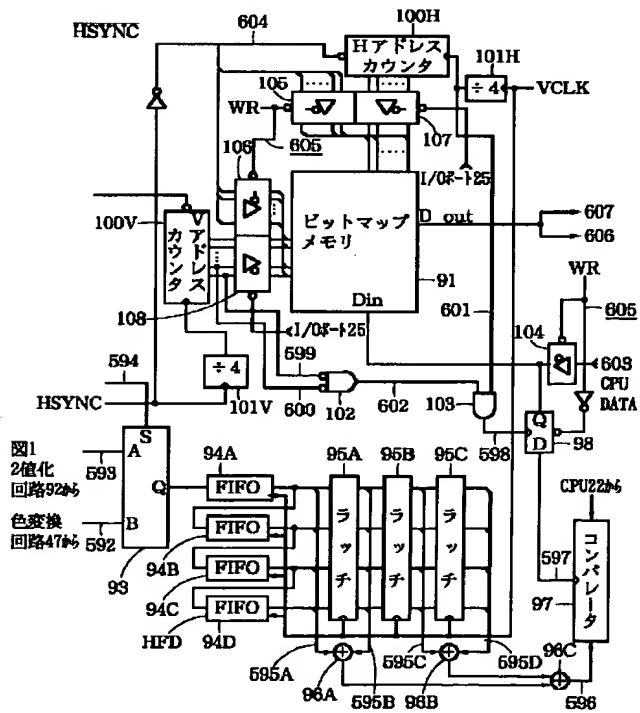 HSYNC
604
100H
Hアドレス
カウンタ
101H
÷4
VCLK
105
WR
107
106
605
I/Oポート25
100V
Vアドレス
カウンタ
ビットマップ
メモリ
D out
607
606
91
Din
601
WR
605
104
603
CPU
DATA
108
I/Oポート25
594
÷4
101V
599
600
102
602
103
598
Q
D
98
HSYNC
S
図1
2値化
回路92から
593
A
Q
色変換
回路47から
592
B
93
94A
FIFO
94B
FIFO
94C
FIFO
HFD
94D
FIFO
95A
95B
95C
ラッチ
ラッチ
ラッチ
CPU22から
コンパレータ
597
97
595A
96A
595B
595C
96B
595D
96C
596